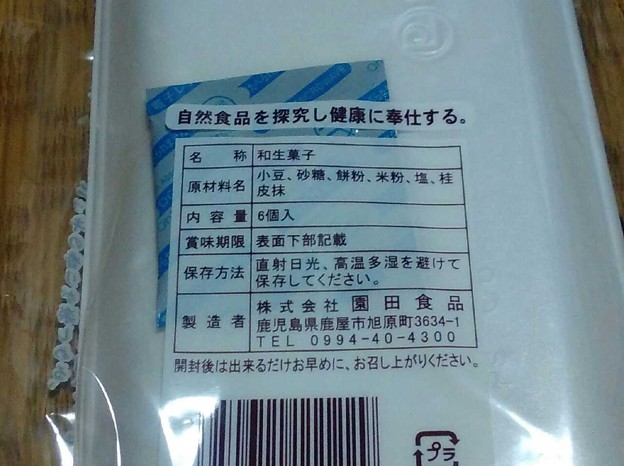 自然食品を探究し健康に奉仕する。
名 称 和生菓子
原材料名 小豆、砂糖、餅粉、米粉、塩、桂
皮抹
内容量 6個入
賞味期限 表面下部記載
保存方法 直射日光、高温多湿を避けて
保存してください。
製造者 株式会社 園田食品
鹿児島県鹿屋市旭原町3634-1
TEL 0994-40-4300
開封後は出来るだけお早めに、お召し上がりください。
プラ